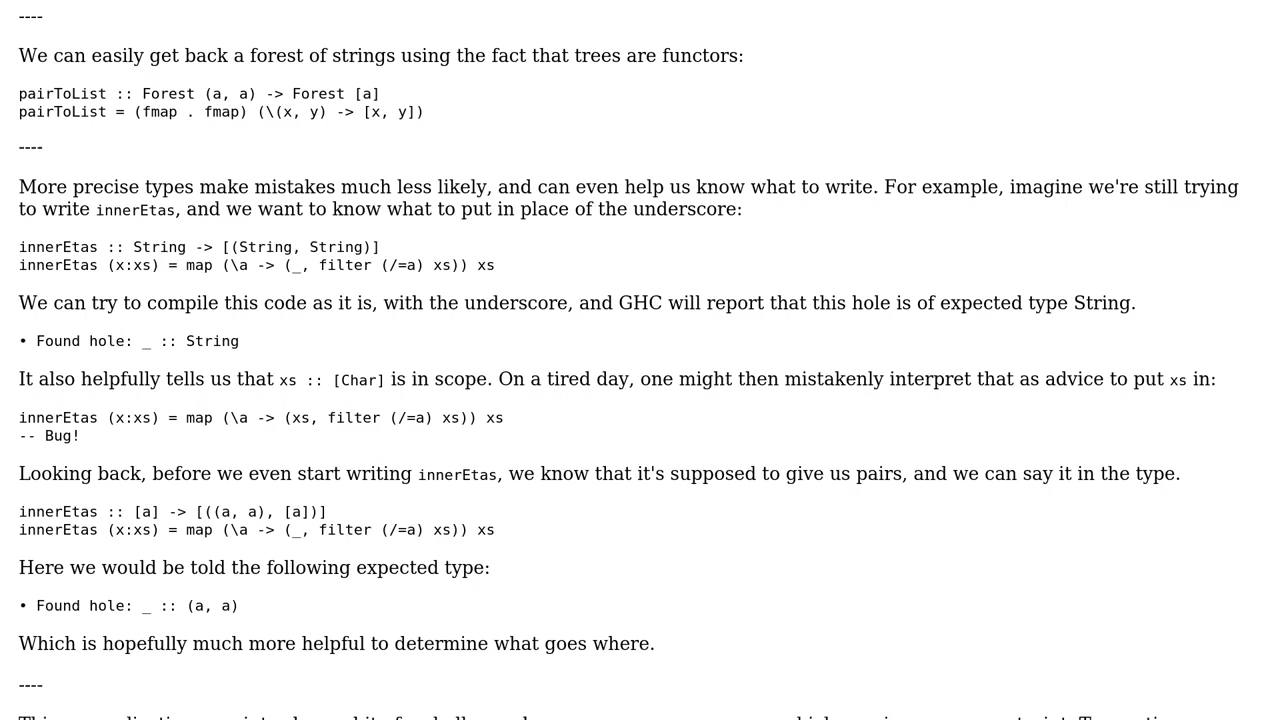 ----
We can easily get back a forest of strings using the fact that trees are functors:
pairToList :: Forest (a, a) -> Forest [a]
pairToList = (fmap . fmap) (\(x, y) -> [x, y])
----
More precise types make mistakes much less likely, and can even help us know what to write. For example, imagine we're still trying
to write innerEtas, and we want to know what to put in place of the underscore:
innerEtas :: String -> [(String, String)]
innerEtas (x:xs) = map (\a -> (_, filter (/=a) xs)) xs
We can try to compile this code as it is, with the underscore, and GHC will report that this hole is of expected type String.
• Found hole: _ :: String
It also helpfully tells us that xs :: [Char] is in scope. On a tired day, one might then mistakenly interpret that as advice to put xs in:
innerEtas (x:xs) = map (\a -> (xs, filter (/=a) xs)) xs
-- Bug!
Looking back, before we even start writing innerEtas, we know that it's supposed to give us pairs, and we can say it in the type.
innerEtas :: [a] -> [((a, a), [a])]
innerEtas (x:xs) = map (\a -> (_, filter (/=a) xs)) xs
Here we would be told the following expected type:
• Found hole: _ :: (a, a)
Which is hopefully much more helpful to determine what goes where.
----